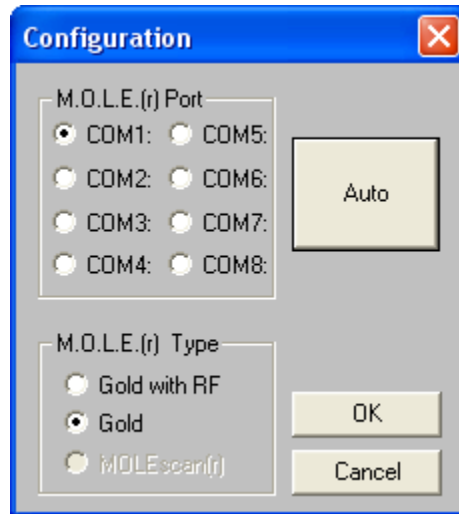 Configuration
M.O.L.E.(r) Port
COM1: COM5:
COM2: COM6:
COM3: COM7:
COM4: COM8:
Auto
M.O.L.E.(r) Type
Gold with RF
Gold
MOLEscan(r)
OK
Cancel